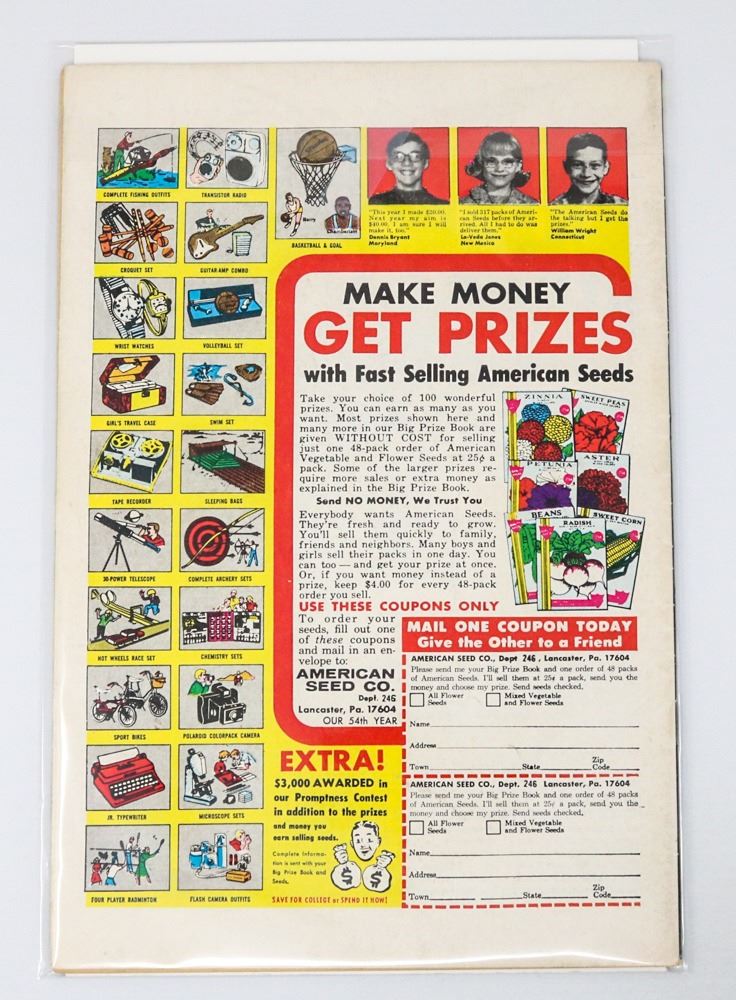 COMPLETE FISHING OUTFITS
TRANSISTOR RADIO
CROQUET SET
GUITAR-AMP COMBO
WRIST WATCHES
VOLLEYBALL SET
GIRL'S TRAVEL CASE
SWIM SET
TAPE RECORDER
SLEEPING BAGS
30-POWER TELESCOPE
COMPLETE ARCHERY SETS
HOT WHEELS RACE SET
CHEMISTRY SETS
SPORT BIKES
POLAROID COLORPACK CAMERA
JR. TYPEWRITER
MICROSCOPE SETS
FOUR PLAYER BADMINTON
FLASH CAMERA OUTFITS
Barry
Chamberlain
BASKETBALL & GOAL
"This year I made $20.00.
Next year my aim is
$40.00. I am sure I will
make it, too."
Dennis Bryant
Maryland
"I sold 317 packs of Ameri-
can Seeds before they ar-
rived. All I had to do was
deliver them."
La-Veda Jones
New Mexico
"The American Seeds do
the talking but I get the
prizes."
William Wright
Connecticut
MAKE MONEY
GET PRIZES
with Fast Selling American Seeds
Take your choice of 100 wonderful
prizes. You can earn as many as you
want. Most prizes shown here and
many more in our Big Prize Book are
given WITHOUT COST for selling
just one 48-pack order of American
Vegetable and Flower Seeds at 25¢ a
pack. Some of the larger prizes re-
quire more sales or extra money as
explained in the Big Prize Book.
Send NO MONEY, We Trust You
Everybody wants American Seeds.
They're fresh and ready to grow.
You'll sell them quickly to family,
friends and neighbors. Many boys and
girls sell their packs in one day. You
can too — and get your prize at once.
Or, if you want money instead of a
prize, keep $4.00 for every 48-pack
order you sell.
ZINNIA
SWEET PEAS
PETUNIA
ASTER
BEANS
RADISH
SWEET CORN
USE THESE COUPONS ONLY
To order your
seeds, fill out one
of these coupons
and mail in an en-
velope to:
AMERICAN
SEED CO.
Dept. 246
Lancaster, Pa. 17604
OUR 54th YEAR
MAIL ONE COUPON TODAY
Give the Other to a Friend
AMERICAN SEED CO., Dept 246, Lancaster, Pa. 17604
Please send me your Big Prize Book and one order of 48 packs
of American Seeds. I'll sell them at 25¢ a pack, send you the
money and choose my prize. Send seeds checked.
All Flower
Seeds
Mixed Vegetable
and Flower Seeds
Name
Address
Town State Zip
Code
AMERICAN SEED CO., Dept. 246 Lancaster, Pa. 17604
Please send me your Big Prize Book and one order of 48 packs
of American Seeds. I'll sell them at 25¢ a pack, send you the
money and choose my prize. Send seeds checked.
All Flower
Seeds
Mixed Vegetable
and Flower Seeds
Name
Address
Town State Zip
Code
EXTRA!
$3,000 AWARDED in
our Promptness Contest
in addition to the prizes
and money you
earn selling seeds.
Complete informa-
tion is sent with your
Big Prize Book and
Seeds.
$ $
SAVE FOR COLLEGE or SPEND IT NOW!